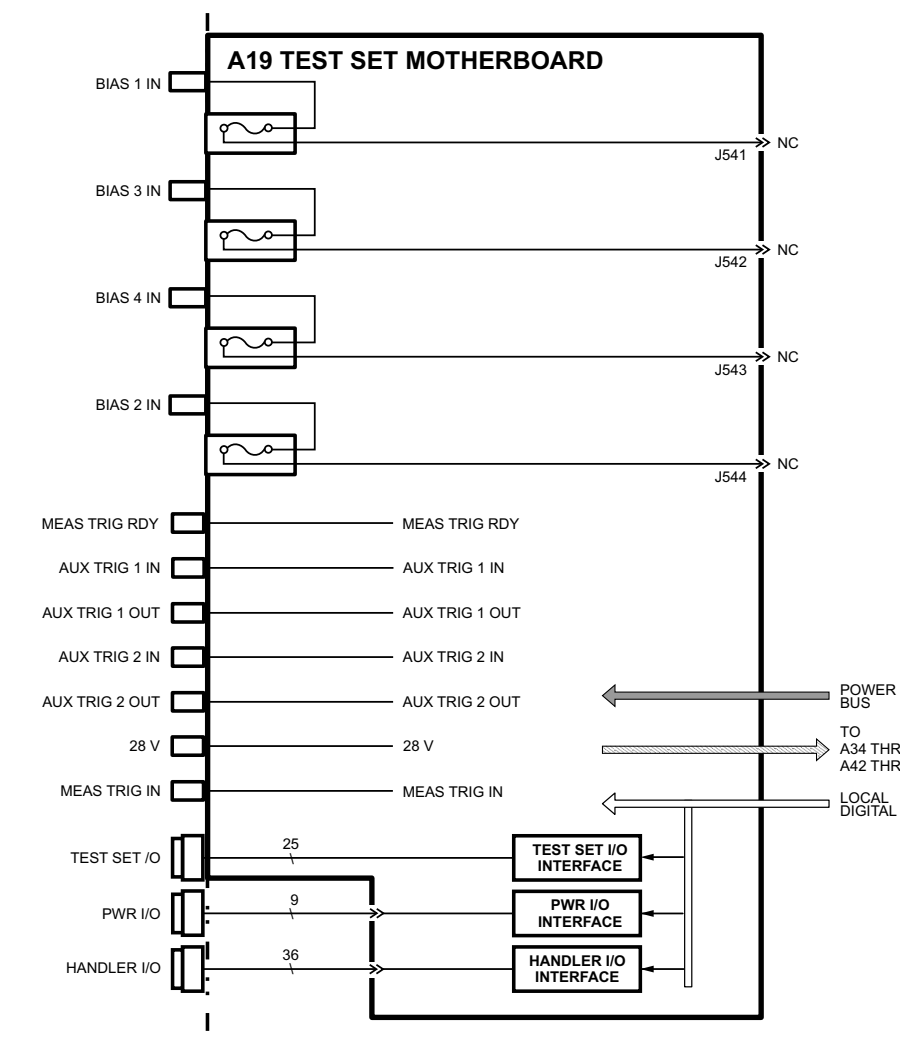 A19 TEST SET MOTHERBOARD
BIAS 1 IN
J541
NC
BIAS 3 IN
J542
NC
BIAS 4 IN
J543
NC
BIAS 2 IN
J544
NC
MEAS TRIG RDY
MEAS TRIG RDY
AUX TRIG 1 IN
AUX TRIG 1 IN
AUX TRIG 1 OUT
AUX TRIG 1 OUT
AUX TRIG 2 IN
AUX TRIG 2 IN
AUX TRIG 2 OUT
AUX TRIG 2 OUT
POWER
BUS
28 V
28 V
TO
A34 THR
A42 THR
MEAS TRIG IN
MEAS TRIG IN
LOCAL
DIGITAL
TEST SET /O
25
TEST SET I/O
INTERFACE
PWR I/O
9
PWR I/O
INTERFACE
HANDLER I/O
36
HANDLER I/O
INTERFACE